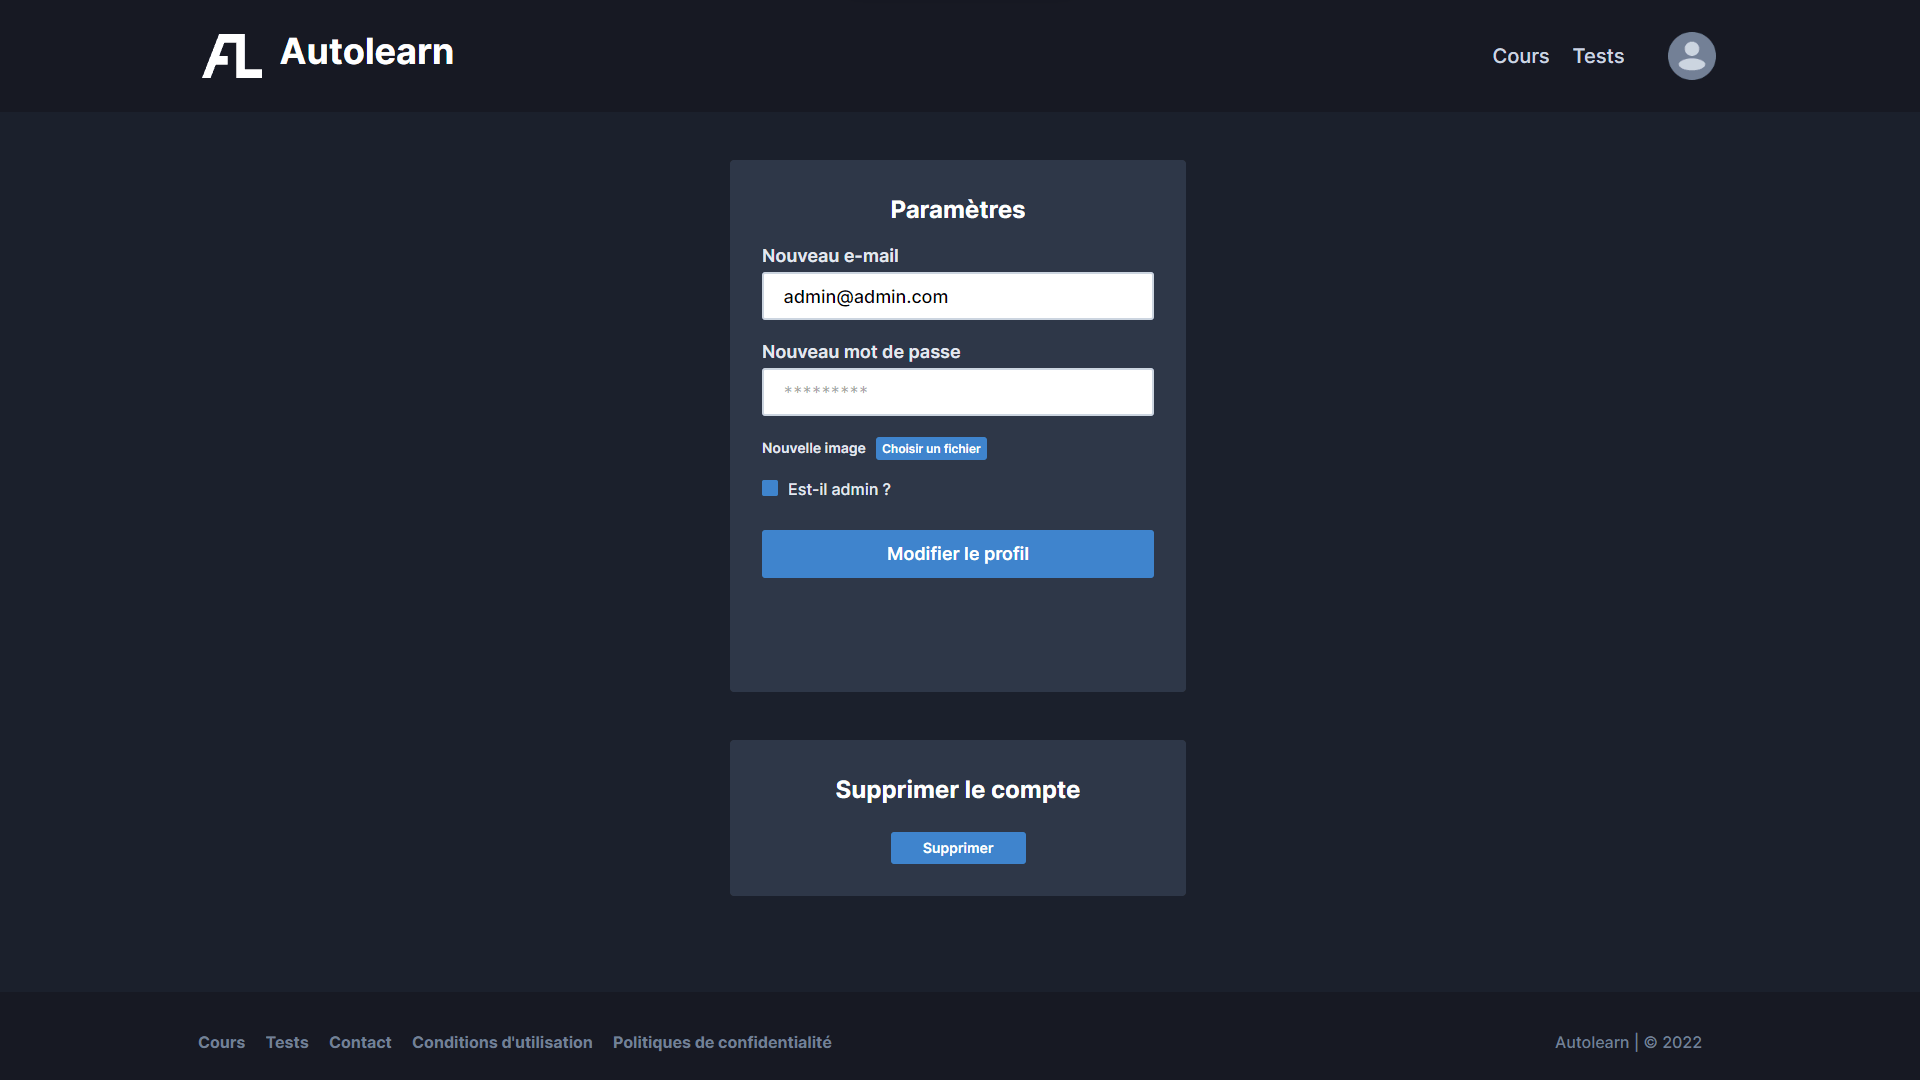 AL Autolearn
Cours Tests
Paramètres
Nouveau e-mail
admin@admin.com
Nouveau mot de passe
*********
Nouvelle image Choisir un fichier
Est-il admin ?
Modifier le profil
Supprimer le compte
Supprimer
Cours Tests Contact Conditions d'utilisation Politiques de confidentialité Autolearn | © 2022